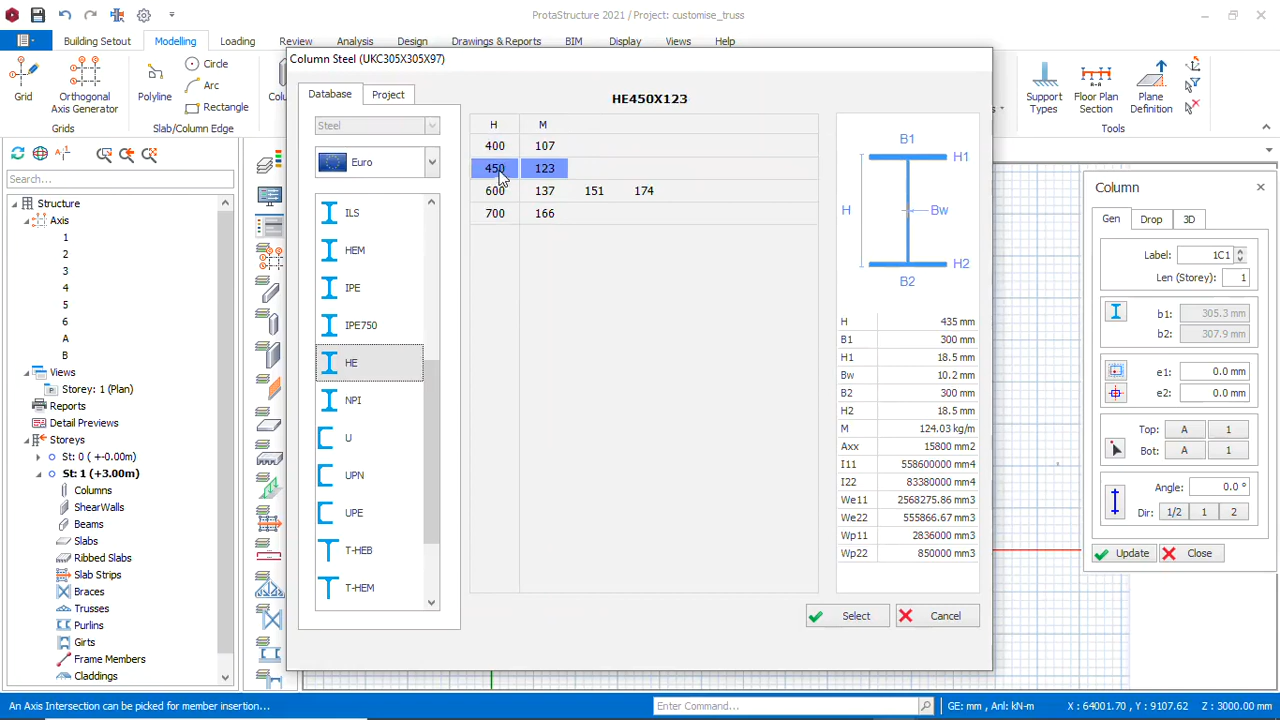 ProtaStructure 2021 / Project: customise_truss
Building Setout
Modelling
Loading
Review
Analysis
Design
Drawings & Reports
BIM
Display
Views
Help
Grid
Orthogonal
Axis Generator
Grids
Polyline
Circle
Arc
Rectangle
Slab/Column Edge
Support
Types
Floor Plan
Section
Plane
Definition
Tools
Search...
Structure
Axis
1
2
3
4
5
6
A
B
Views
Storey: 1 (Plan)
Reports
Detail Previews
Storeys
St: 0 (+-0.00m)
St: 1 (+3.00m)
Columns
ShearWalls
Beams
Slabs
Ribbed Slabs
Slab Strips
Braces
Trusses
Purlins
Girts
Frame Members
Claddings
Column Steel (UKC305X305X97)
Database
Project
Steel
Euro
ILS
HEM
IPE
IPE750
HE
NPI
U
UPN
UPE
T-HEB
T-HEM
HE450X123
H M
400 107
450 123
600 137 151 174
700 166
B1
H1
H
Bw
H2
B2
H 435 mm
B1 300 mm
H1 18.5 mm
Bw 10.2 mm
B2 300 mm
H2 18.5 mm
M 124.03 kg/m
Axx 15800 mm2
I11 558600000 mm4
I22 83380000 mm4
We11 2568275.86 mm3
We22 555866.67 mm3
Wp11 2836000 mm3
Wp22 850000 mm3
Select
Cancel
Column
Gen
Drop
3D
Label: 1C1
Len (Storey): 1
b1: 305.3 mm
b2: 307.9 mm
e1: 0.0 mm
e2: 0.0 mm
Top: A 1
Bot: A 1
Angle: 0.0 °
Dir: 1/2 1 2
Update
Close
An Axis Intersection can be picked for member insertion...
Enter Command...
GE: mm, Anl: kN-m
X : 64001.70 , Y : 9107.62
Z : 3000.00 mm